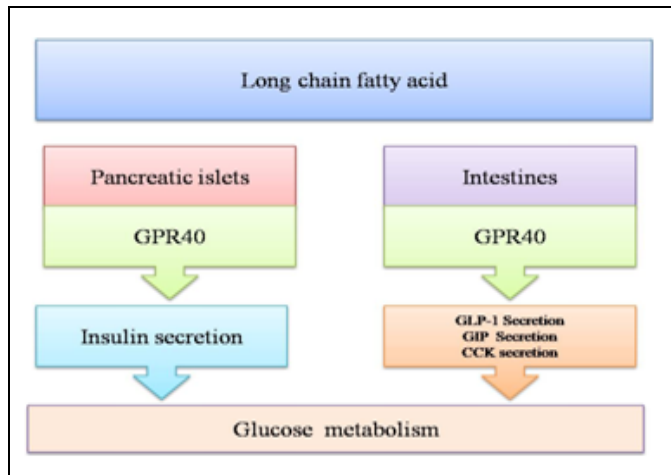 Long chain fatty acid
Pancreatic islets
GPR40
Insulin secretion
Intestines
GPR40
GLP-1 Secretion
GIP Secretion
CCK secretion
Glucose metabolism